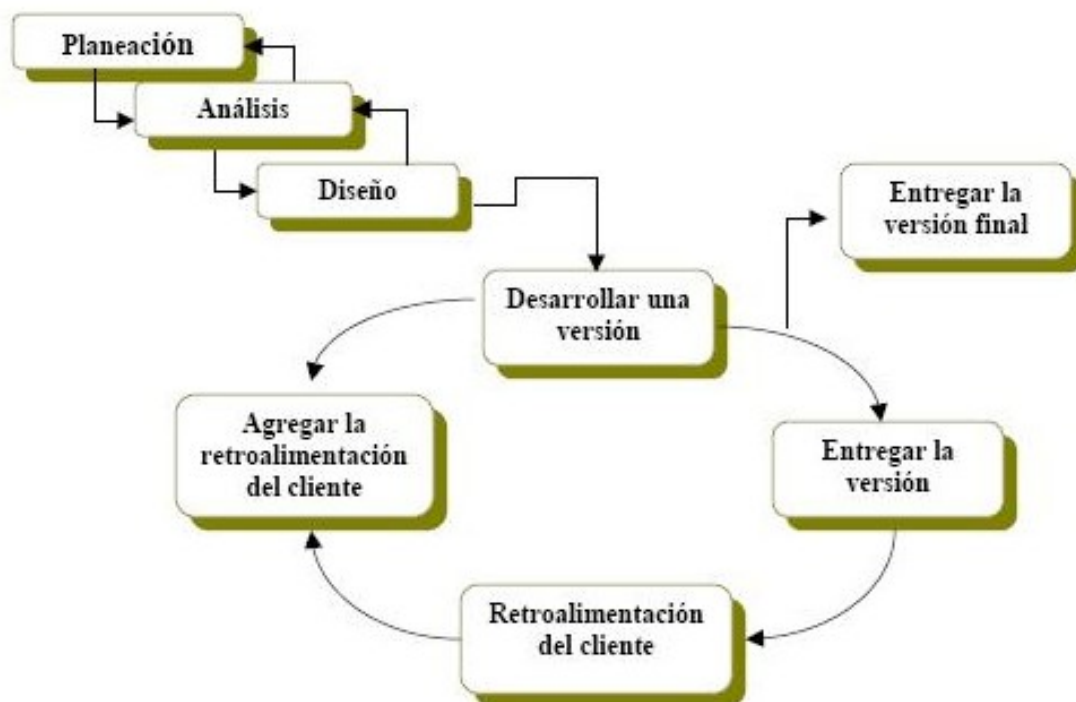 Planeación
Análisis
Diseño
Entregar la
versión final
Desarrollar una
versión
Agregar la
retroalimentación
del cliente
Entregar la
versión
Retroalimentación
del cliente